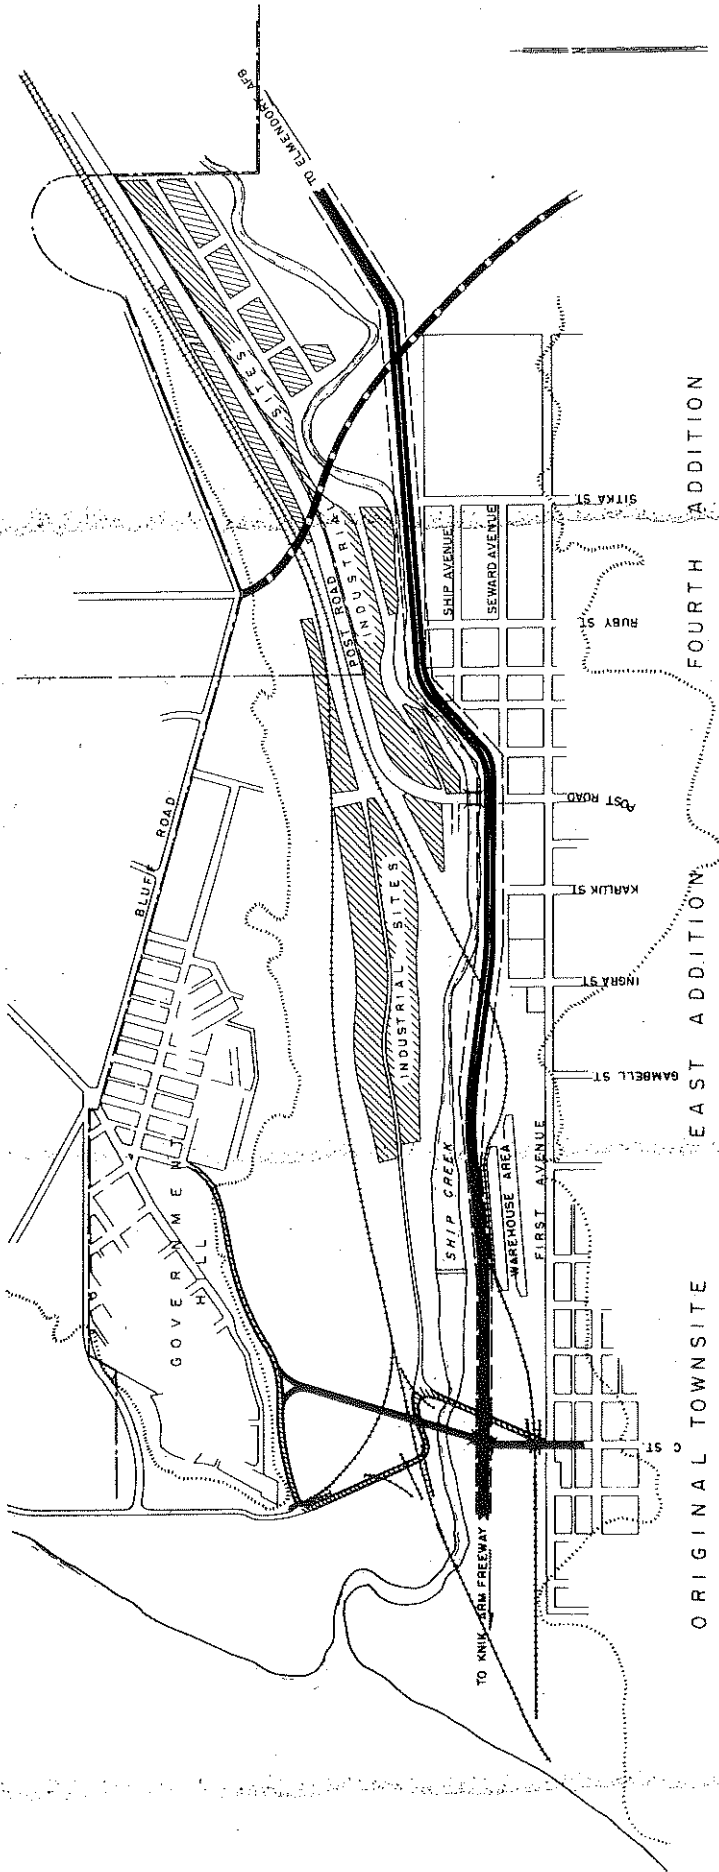 TO ELMENDORF AFB
SITES
POST ROAD
INDUSTRIAL
BLUFF ROAD
INDUSTRIAL SITES
GOVERNMENT
HILL
SHIP CREEK
WAREHOUSE AREA
FIRST AVENUE
TO KNIK ARM FREEWAY
SHIP AVENUE
SEWARD AVENUE
C ST.
GAMBELL ST.
INGRA ST.
KARLUK ST.
POST ROAD
RUBY ST.
SITKA ST.
ORIGINAL TOWNSITE
EAST ADDITION
FOURTH ADDITION